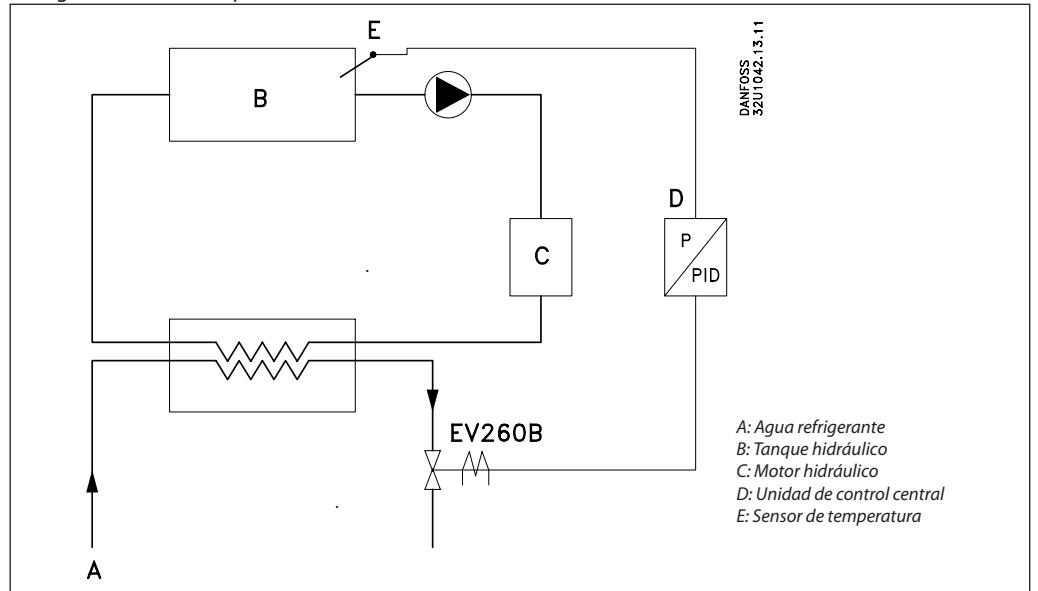 E
B
DANFOSS
32U1042.13.11
D
P
PID
C
EV260B
A: Agua refrigerante
B: Tanque hidráulico
C: Motor hidráulico
D: Unidad de control central
E: Sensor de temperatura
A